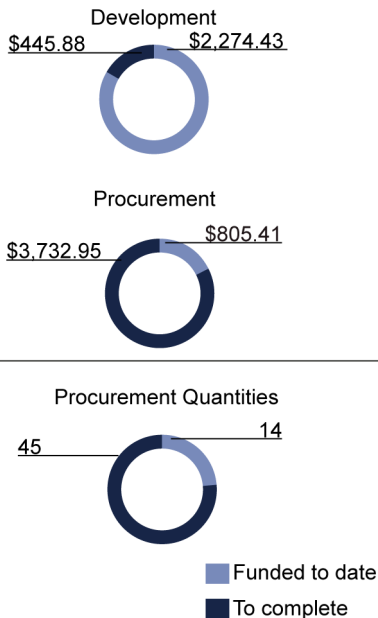 Development
$445.88
$2,274.43
Procurement
$805.41
$3,732.95
Procurement Quantities
14
45
Funded to date
To complete